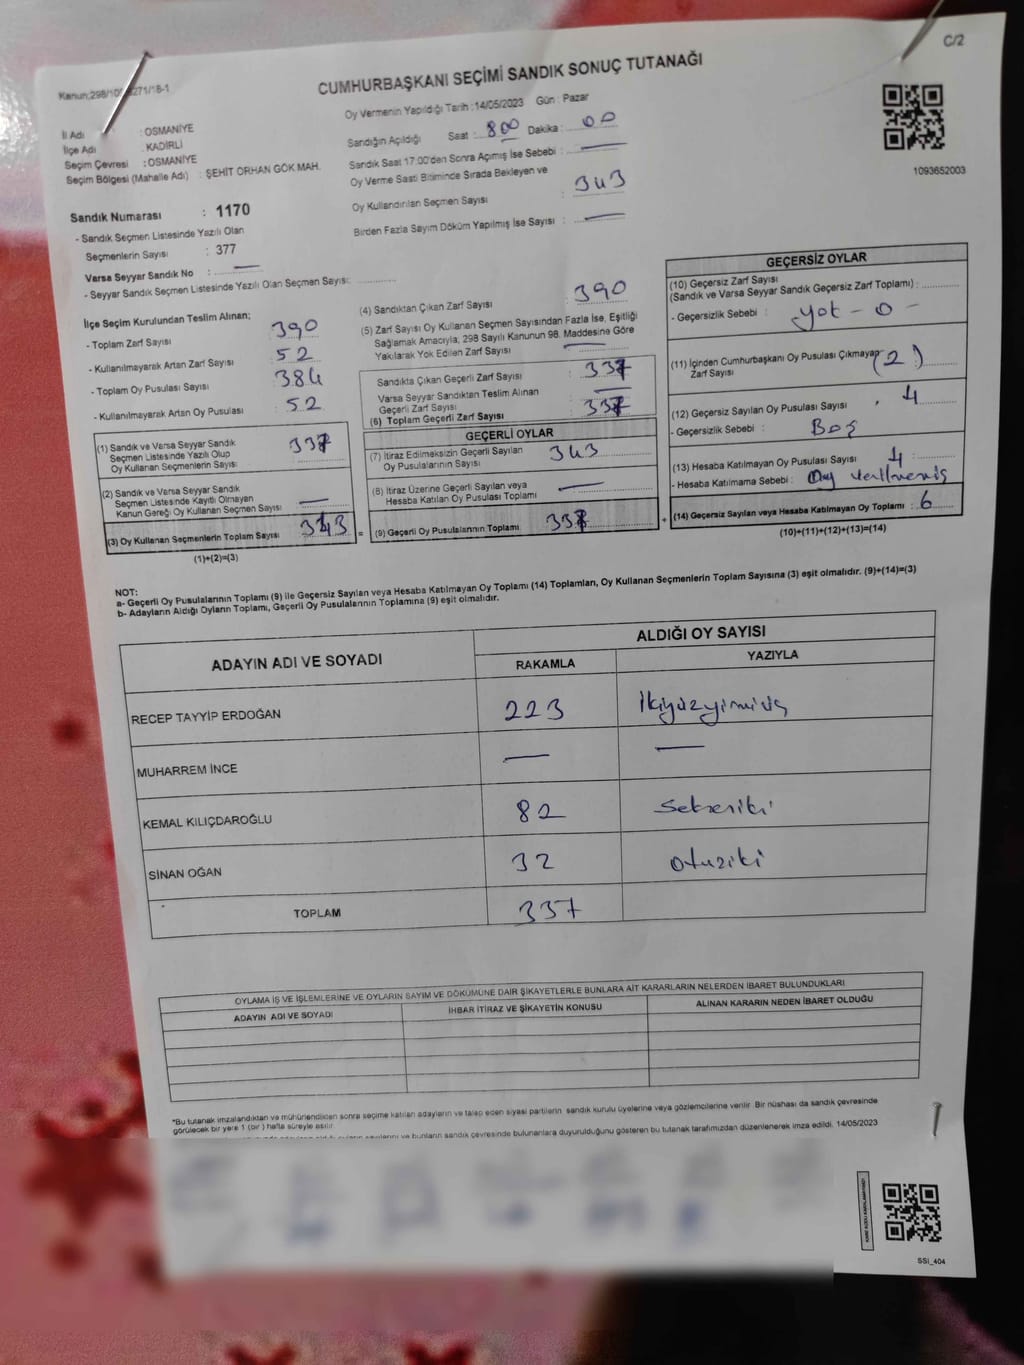 C/2
CUMHURBAŞKANI SEÇİMİ SANDIK SONUÇ TUTANAĞI
Oy Vermenin Yapıldığı Tarih :14/05/2023 Gün : Pazar
İl Adı : OSMANİYE
İlçe Adı : KADİRLİ
Seçim Çevresi : OSMANİYE
Seçim Bölgesi (Mahalle Adı) : ŞEHİT ORHAN GÖK MAH.
Sandığın Açıldığı Saat : 800 Dakika : 00
Sandık Saat 17:00'den Sonra Açımış İse Sebebi : —
Oy Verme Saati Bitiminde Sırada Bekleyen ve
Oy Kullandırılan Seçmen Sayısı : 343
Birden Fazla Sayım Döküm Yapılmış İse Sayısı : —
1093652003
Sandık Numarası : 1170
- Sandık Seçmen Listesinde Yazılı Olan
Seçmenlerin Sayısı : 377
Varsa Seyyar Sandık No : —
- Seyyar Sandık Seçmen Listesinde Yazılı Olan Seçmen Sayısı:
İlçe Seçim Kurulundan Teslim Alınan;
- Toplam Zarf Sayısı : 390
- Kullanılmayarak Artan Zarf Sayısı : 52
- Toplam Oy Pusulası Sayısı : 384
- Kullanılmayarak Artan Oy Pusulası : 52
(1) Sandık ve Varsa Seyyar Sandık
Seçmen Listesinde Yazılı Olup
Oy Kullanan Seçmenlerin Sayısı : 337
(2) Sandık ve Varsa Seyyar Sandık
Seçmen Listesinde Kayıtlı Olmayan
Kanun Gereği Oy Kullanan Seçmen Sayısı : —
(3) Oy Kullanan Seçmenlerin Toplam Sayısı : 343
(1)+(2)=(3)
(4) Sandıktan Çıkan Zarf Sayısı : 390
(5) Zarf Sayısı Oy Kullanan Seçmen Sayısından Fazla İse, Eşitliği
Sağlamak Amacıyla, 298 Sayılı Kanunun 98. Maddesine Göre
Yakılarak Yok Edilen Zarf Sayısı : —
Sandıkta Çıkan Geçerli Zarf Sayısı : 337
Varsa Seyyar Sandıktan Teslim Alınan
Geçerli Zarf Sayısı : —
(6) Toplam Geçerli Zarf Sayısı : 337
GEÇERLİ OYLAR
(7) İtiraz Edilmeksizin Geçerli Sayılan
Oy Pusulalarının Sayısı : 343
(8) İtiraz Üzerine Geçerli Sayılan veya
Hesaba Katılan Oy Pusulası Toplamı : —
(9) Geçerli Oy Pusulalarının Toplamı : 337
GEÇERSİZ OYLAR
(10) Geçersiz Zarf Sayısı
(Sandık ve Varsa Seyyar Sandık Geçersiz Zarf Toplamı) :
- Geçersizlik Sebebi : yok - 0 -
(11) İçinden Cumhurbaşkanı Oy Pusulası Çıkmayan (2)
Zarf Sayısı
(12) Geçersiz Sayılan Oy Pusulası Sayısı : 4
- Geçersizlik Sebebi : Boş
(13) Hesaba Katılmayan Oy Pusulası Sayısı : 4
- Hesaba Katılmama Sebebi : Oy verilmemiş
(14) Geçersiz Sayılan veya Hesaba Katılmayan Oy Toplamı : 6
(10)+(11)+(12)+(13)=(14)
NOT:
a- Geçerli Oy Pusulalarının Toplamı (9) ile Geçersiz Sayılan veya Hesaba Katılmayan Oy Toplamı (14) Toplamları, Oy Kullanan Seçmenlerin Toplam Sayısına (3) eşit olmalıdır. (9)+(14)=(3)
b- Adayların Aldığı Oyların Toplamı, Geçerli Oy Pusulalarının Toplamına (9) eşit olmalıdır.
ADAYIN ADI VE SOYADI
ALDIĞI OY SAYISI
RAKAMLA YAZIYLA
RECEP TAYYİP ERDOĞAN 223 ikiyüzyirmiüç
MUHARREM İNCE — —
KEMAL KILIÇDAROĞLU 82 Sekseniki
SİNAN OĞAN 32 otuziki
TOPLAM 337
OYLAMA İŞ VE İŞLEMLERİNE VE OYLARIN SAYIM VE DÖKÜMÜNE DAİR ŞİKAYETLERLE BUNLARA AİT KARARLARIN NELERDEN İBARET BULUNDUKLARI
ADAYIN ADI VE SOYADI İHBAR İTİRAZ VE ŞİKAYETİN KONUSU ALINAN KARARIN NEDEN İBARET OLDUĞU
"Bu tutanak imzalandıktan ve mühürlendikten sonra seçime katılan adayların ve talep eden siyasi partilerin sandık kurulu üyelerine veya gözlemcilerine verilir. Bir nüshası da sandık çevresinde
görülecek bir yere 1 (bir) hafta süreyle asılır.
ve bunların sandık çevresinde bulunanlara duyurulduğunu gösteren bu tutanak tarafımızdan düzenlenerek imza edildi. 14/05/2023
SSI_404